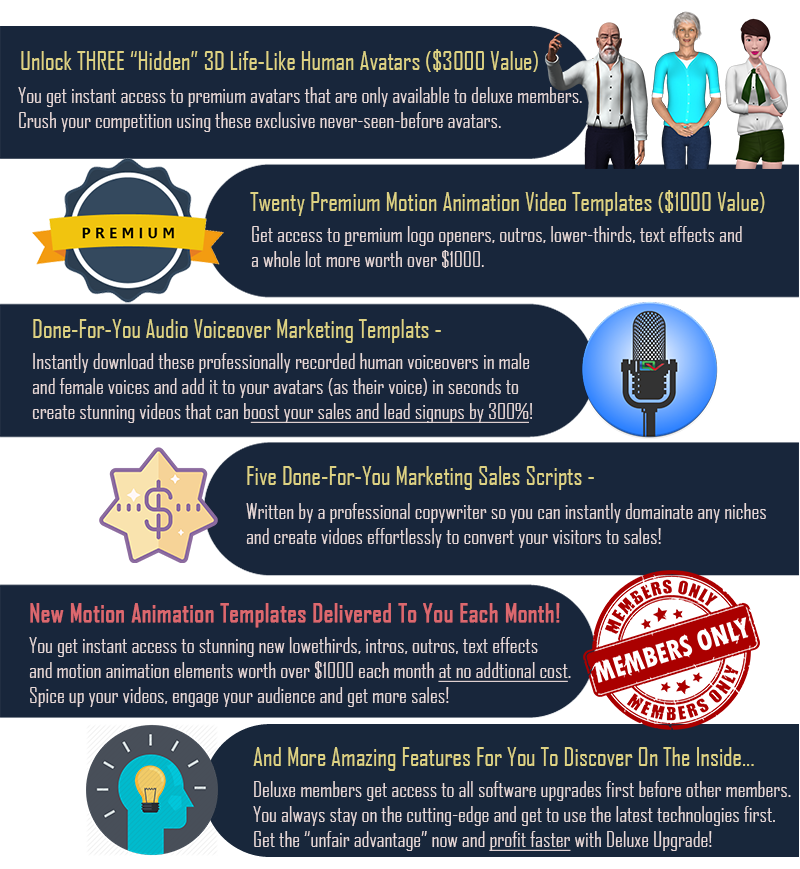 Unlock THREE “Hidden” 3D Life-Like Human Avatars ($3000 Value)
You get instant access to premium avatars that are only available to deluxe members.
Crush your competition using these exclusive never-seen-before avatars.
PREMIUM
Twenty Premium Motion Animation Video Templates ($1000 Value)
Get access to premium logo openers, outros, lower-thirds, text effects and
a whole lot more worth over $1000.
Done-For-You Audio Voiceover Marketing Templats -
Instantly download these professionally recorded human voiceovers in male
and female voices and add it to your avatars (as their voice) in seconds to
create stunning videos that can boost your sales and lead signups by 300%!
Five Done-For-You Marketing Sales Scripts -
Written by a professional copywriter so you can instantly domainate any niches
and create vidoes effortlessly to convert your visitors to sales!
New Motion Animation Templates Delivered To You Each Month!
You get instant access to stunning new lowethirds, intros, outros, text effects
and motion animation elements worth over $1000 each month at no addtional cost.
Spice up your videos, engage your audience and get more sales!
MEMBERS ONLY
MEMBERS ONLY
MEMBERS ONLY
And More Amazing Features For You To Discover On The Inside...
Deluxe members get access to all software upgrades first before other members.
You always stay on the cutting-edge and get to use the latest technologies first.
Get the “unfair advantage” now and profit faster with Deluxe Upgrade!